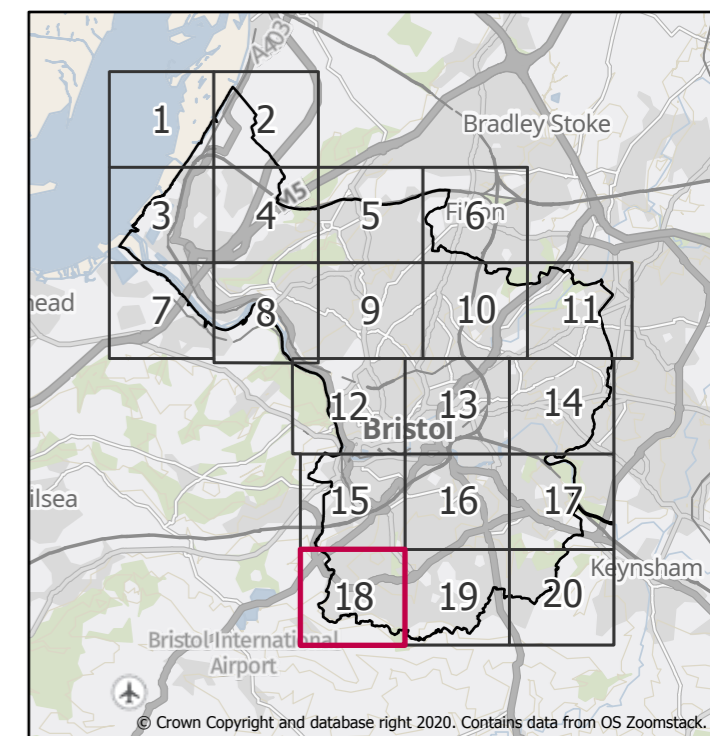 A403
1
2
Bradley Stoke
M5
3
4
5
6
Filton
ead
7
8
9
10
11
12
13
14
Bristol
ilsea
15
16
17
Keynsham
18
19
20
Bristol International
Airport
© Crown Copyright and database right 2020. Contains data from OS Zoomstack.